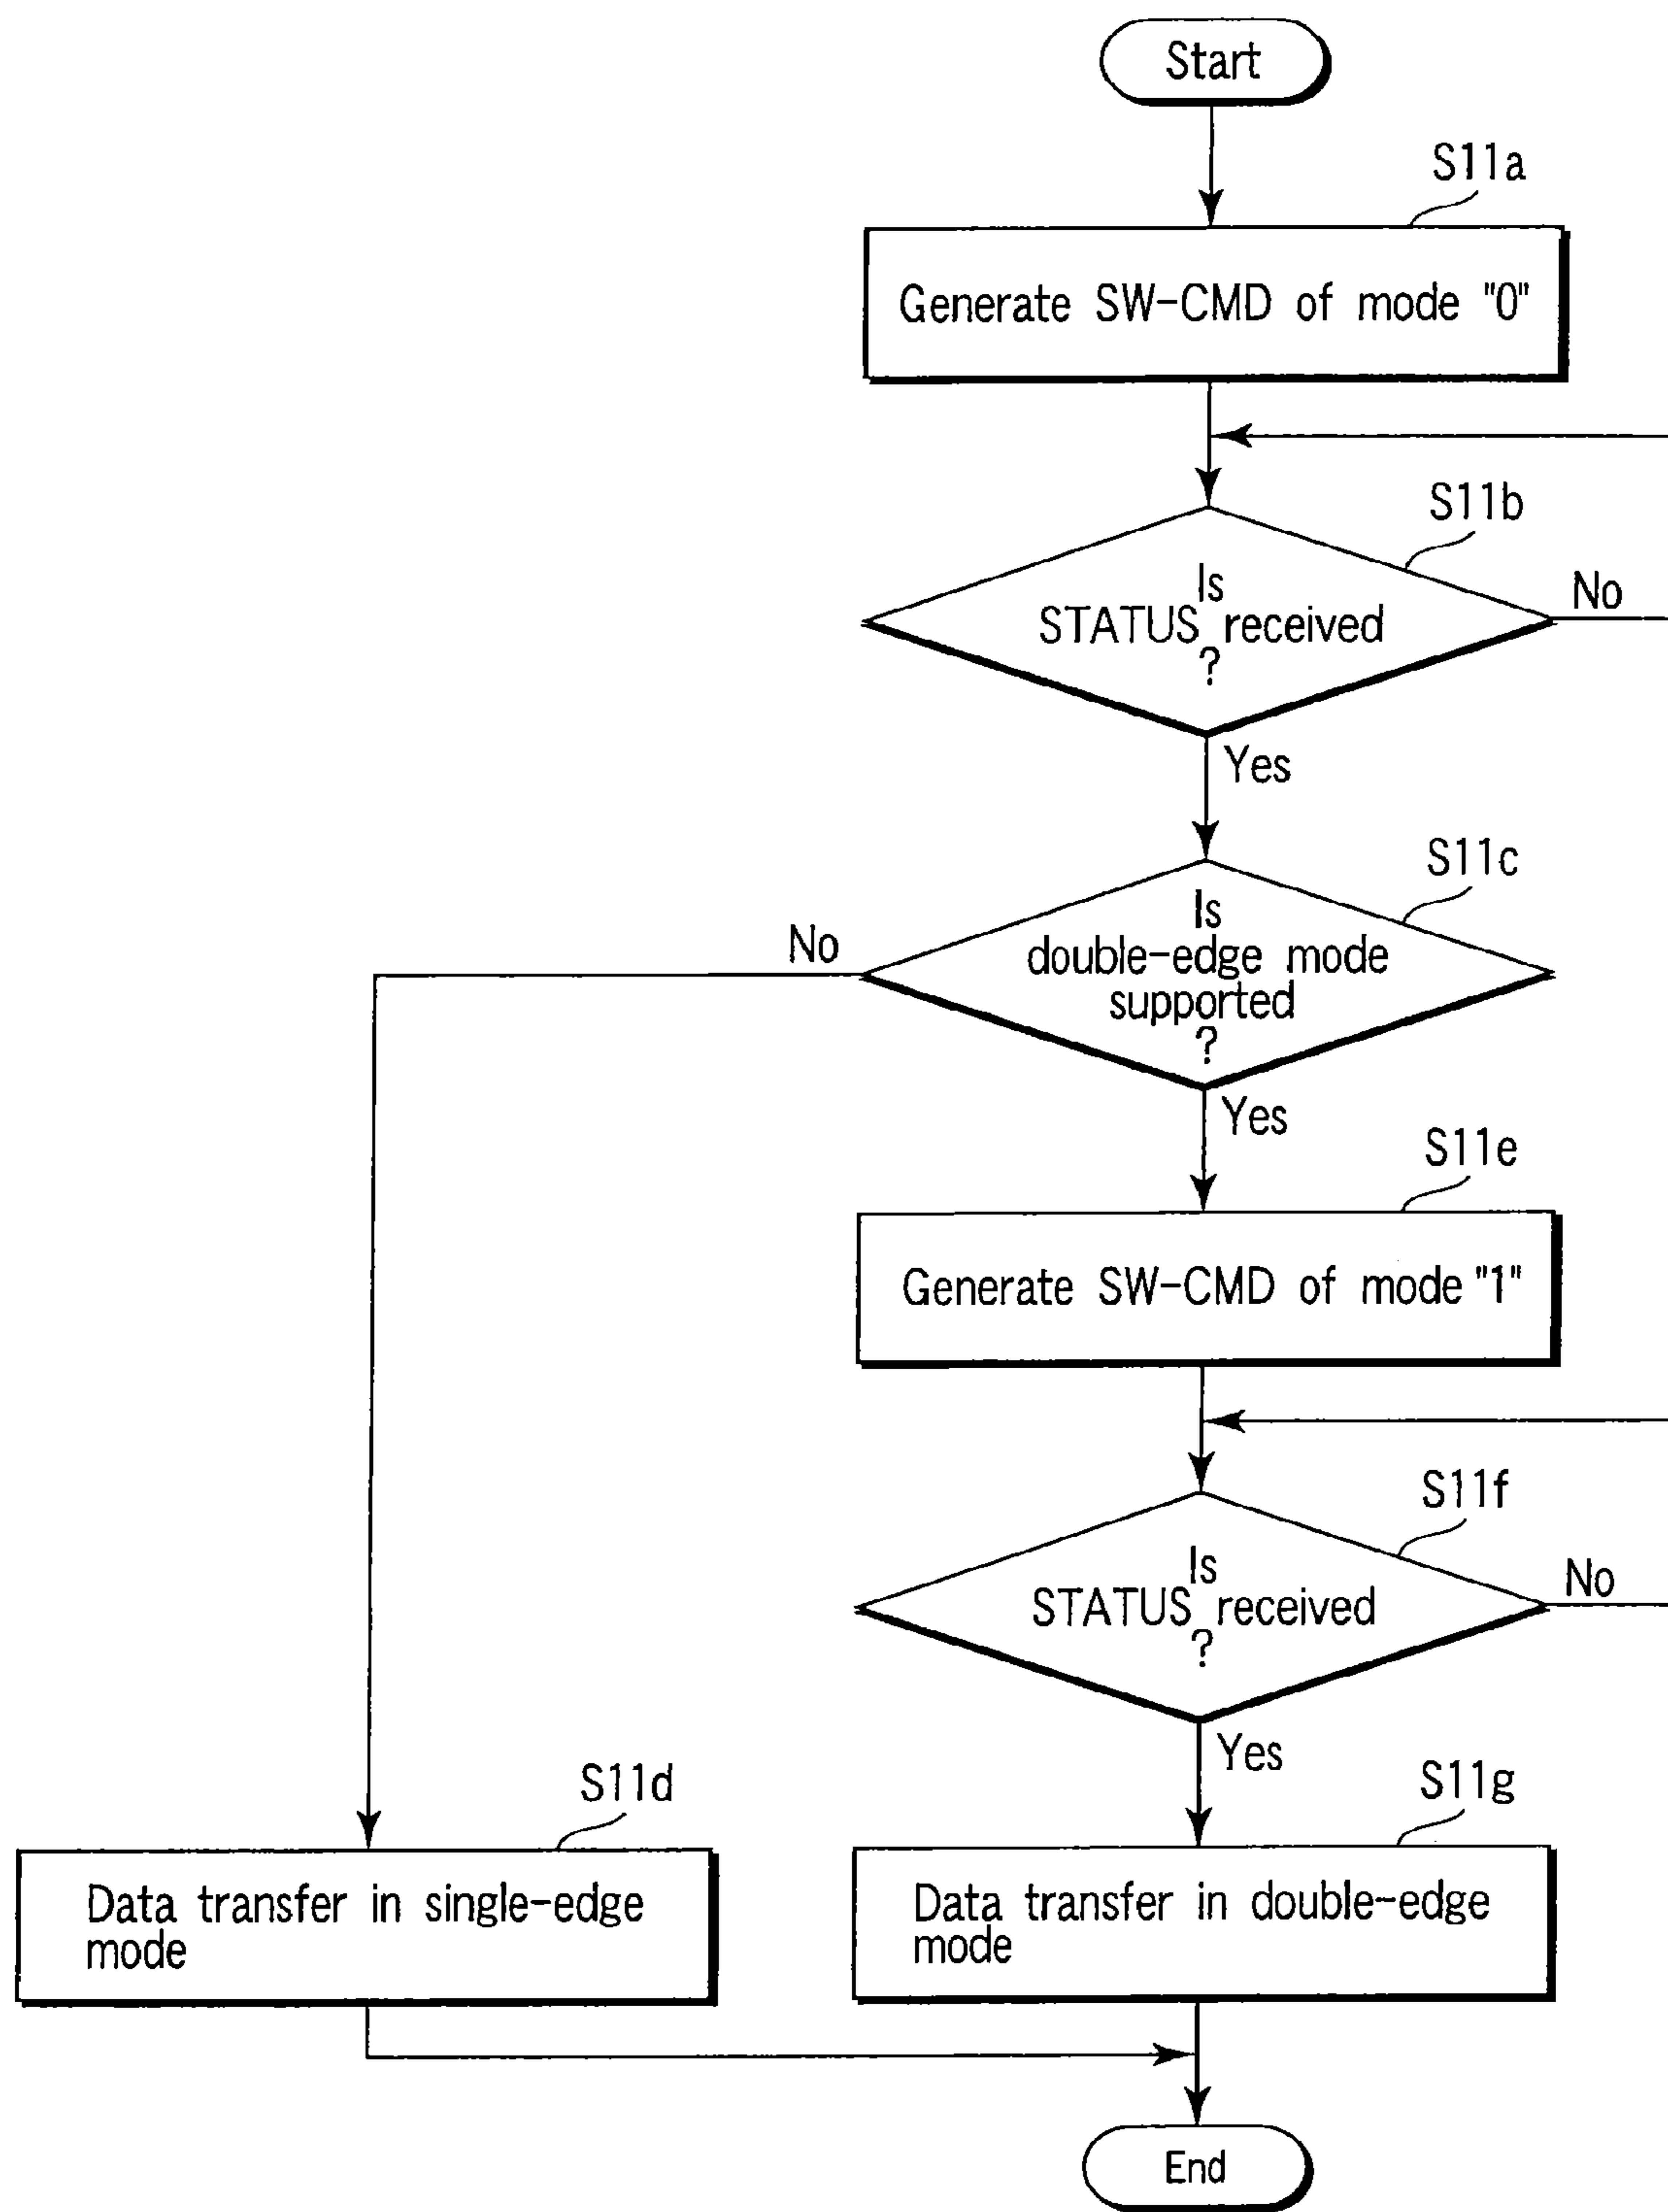 Start
S11a
Generate SW-CMD of mode "0"
S11b
Is
STATUS received
?
No
Yes
S11c
Is
double-edge mode
supported
?
No
Yes
S11e
Generate SW-CMD of mode "1"
S11f
Is
STATUS received
?
No
Yes
S11d
Data transfer in single-edge
mode
S11g
Data transfer in double-edge
mode
End